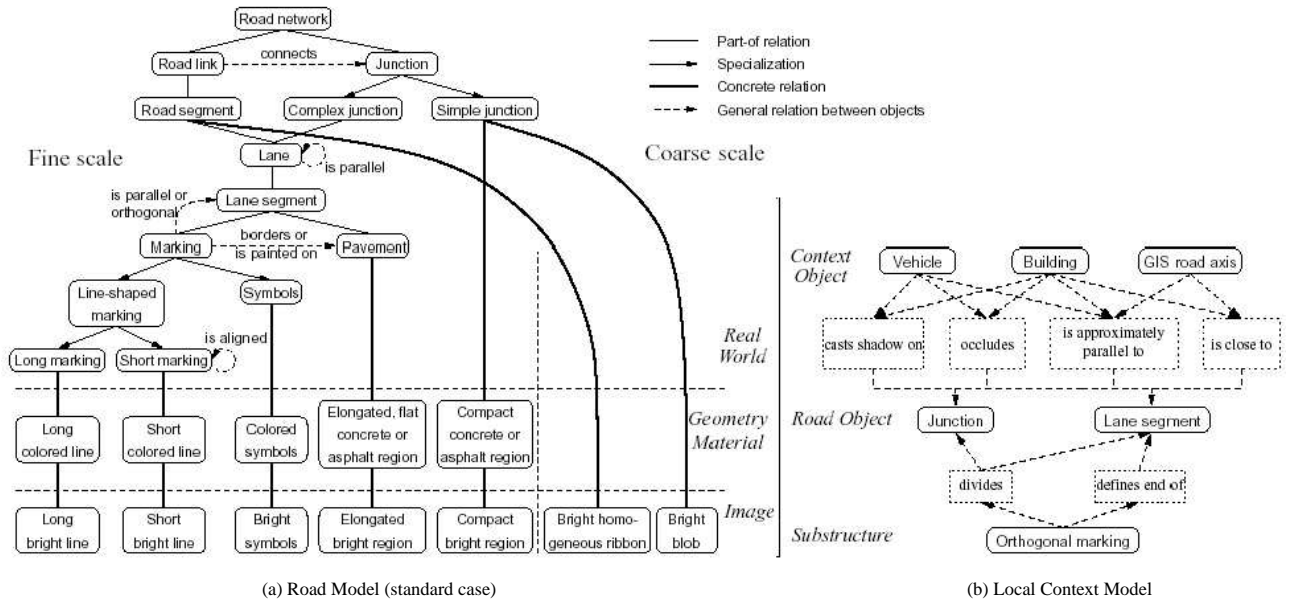 Road network
Road link
connects
Junction
Road segment
Complex junction
Simple junction
Part-of relation
Specialization
Concrete relation
General relation between objects
Fine scale
Coarse scale
Lane
is parallel
is parallel or
orthogonal
Lane segment
Marking
borders or
is painted on
Pavement
Line-shaped
marking
Symbols
is aligned
Long marking
Short marking
Real
World
Long
colored line
Short
colored line
Colored
symbols
Elongated, flat
concrete or
asphalt region
Compact
concrete or
asphalt region
Geometry
Material
Long
bright line
Short
bright line
Bright
symbols
Elongated
bright region
Compact
bright region
Bright homo-
geneous ribbon
Bright
blob
Image
(a) Road Model (standard case)
Context
Object
Vehicle
Building
GIS road axis
casts shadow on
occludes
is approximately
parallel to
is close to
Road Object
Junction
Lane segment
divides
defines end of
Substructure
Orthogonal marking
(b) Local Context Model